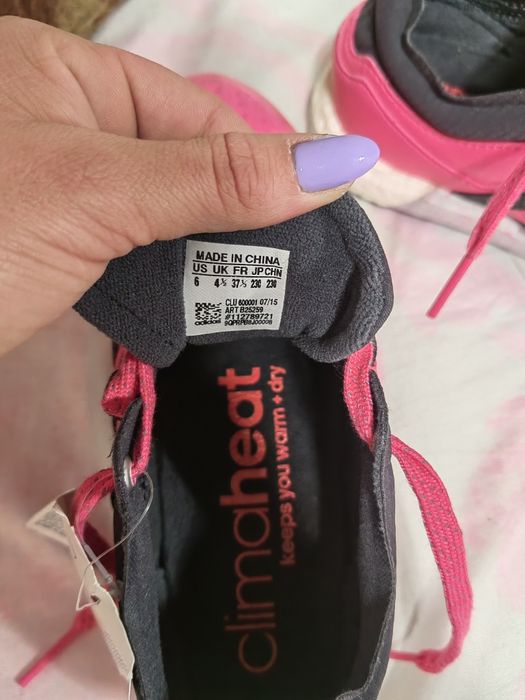 MADE IN CHINA
US UK FR JP CHN
6 4½ 37⅓ 230 230
CLU 600001 07/15
ART B25259
#112789721
adidas
climaheat
keeps you warm + dry